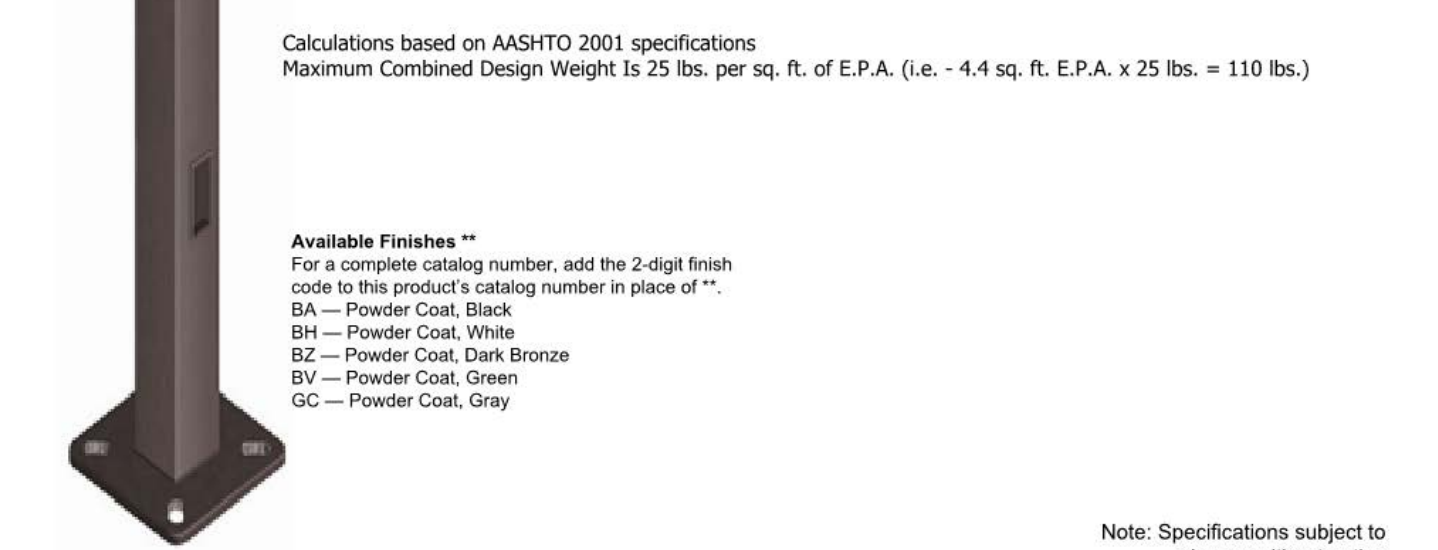 Calculations based on AASHTO 2001 specifications
Maximum Combined Design Weight Is 25 lbs. per sq. ft. of E.P.A. (i.e. - 4.4 sq. ft. E.P.A. x 25 lbs. = 110 lbs.)
Available Finishes **
For a complete catalog number, add the 2-digit finish
code to this product's catalog number in place of **.
BA — Powder Coat, Black
BH — Powder Coat, White
BZ — Powder Coat, Dark Bronze
BV — Powder Coat, Green
GC — Powder Coat, Gray
Note: Specifications subject to